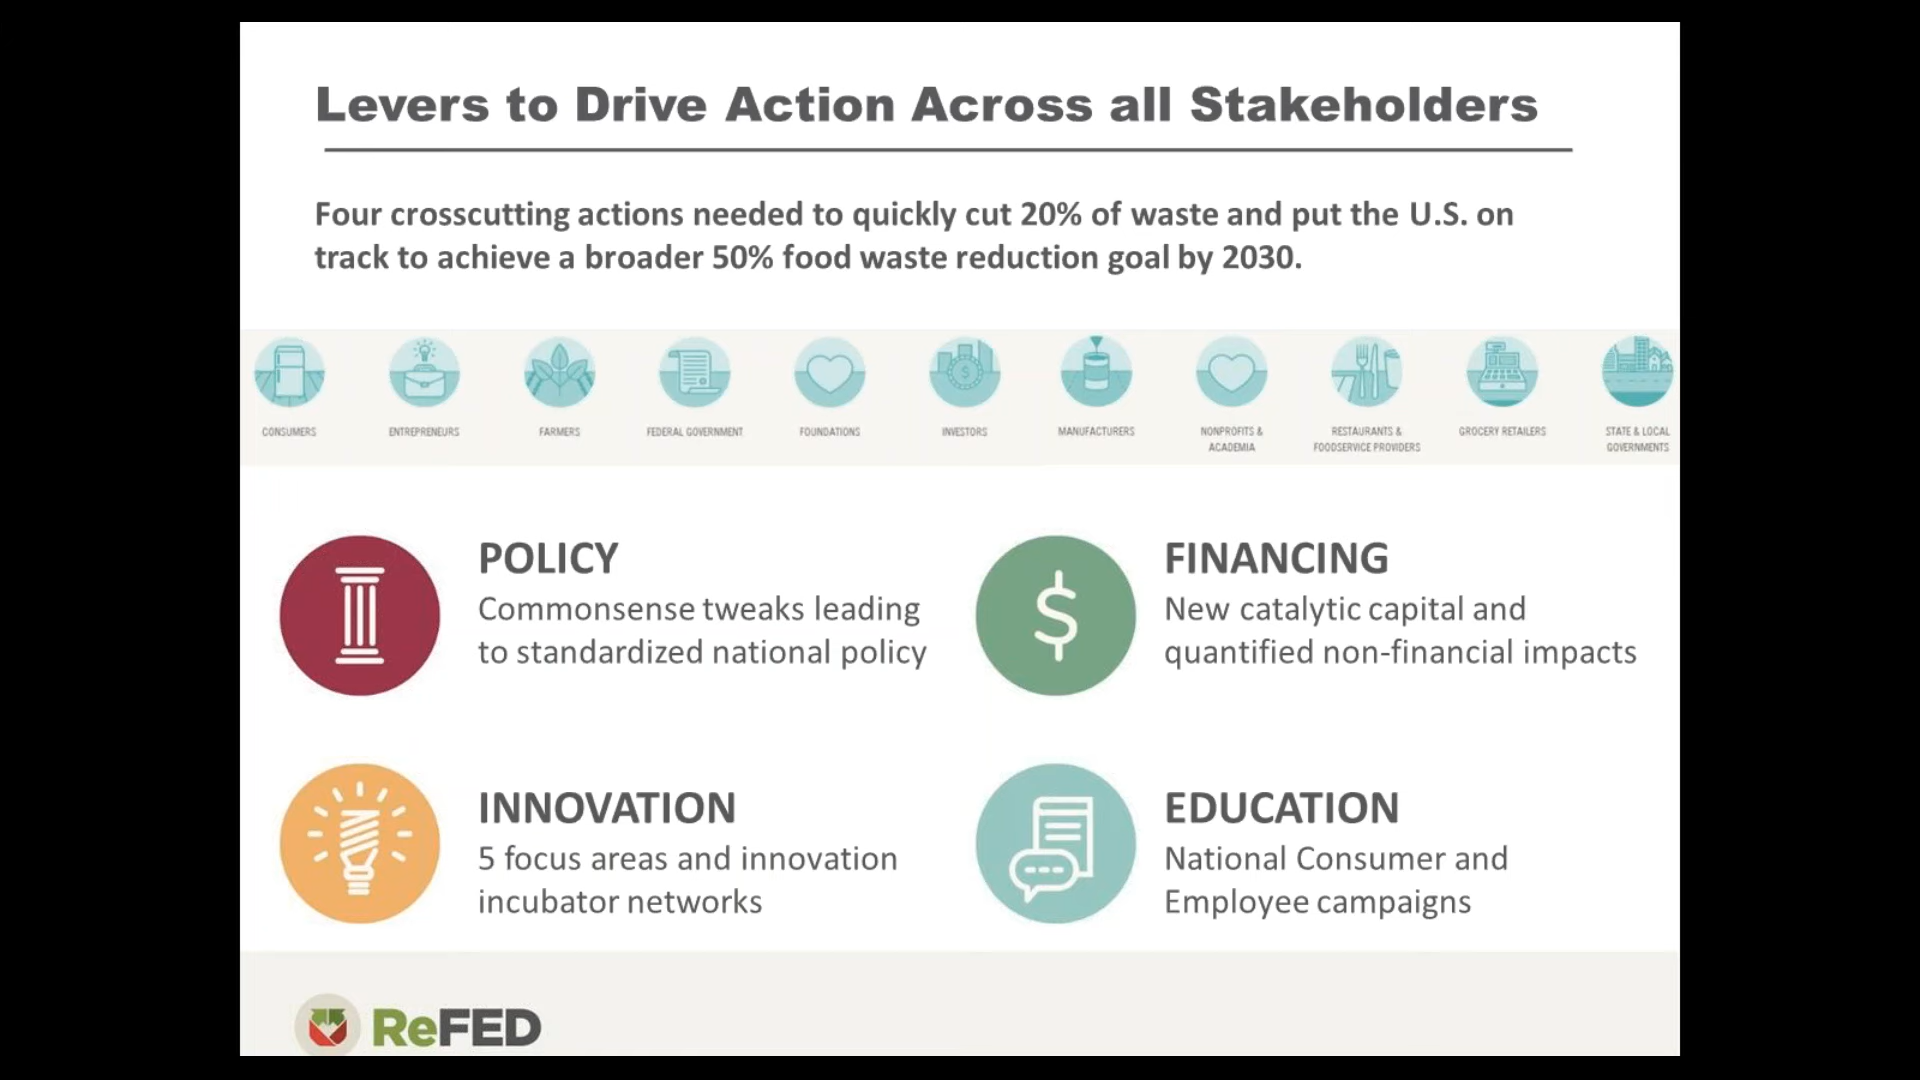 Levers to Drive Action Across all Stakeholders
Four crosscutting actions needed to quickly cut 20% of waste and put the U.S. on
track to achieve a broader 50% food waste reduction goal by 2030.
CONSUMERS
ENTREPRENEURS
FARMERS
FEDERAL GOVERNMENT
FOUNDATIONS
INVESTORS
MANUFACTURERS
NONPROFITS &
ACADEMIA
RESTAURANTS &
FOODSERVICE PROVIDERS
GROCERY RETAILERS
STATE & LOCAL
GOVERNMENTS
POLICY
Commonsense tweaks leading
to standardized national policy
$
FINANCING
New catalytic capital and
quantified non-financial impacts
INNOVATION
5 focus areas and innovation
incubator networks
EDUCATION
National Consumer and
Employee campaigns
ReFED